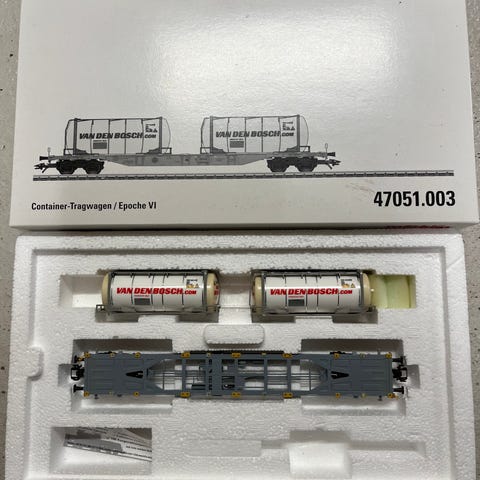 VAN DEN BOSCH.COM
VAN DEN BOSCH.COM
Container-Tragwagen / Epoche VI
47051.003
VAN DEN BOSCH.COM
VAN DEN BOSCH.COM